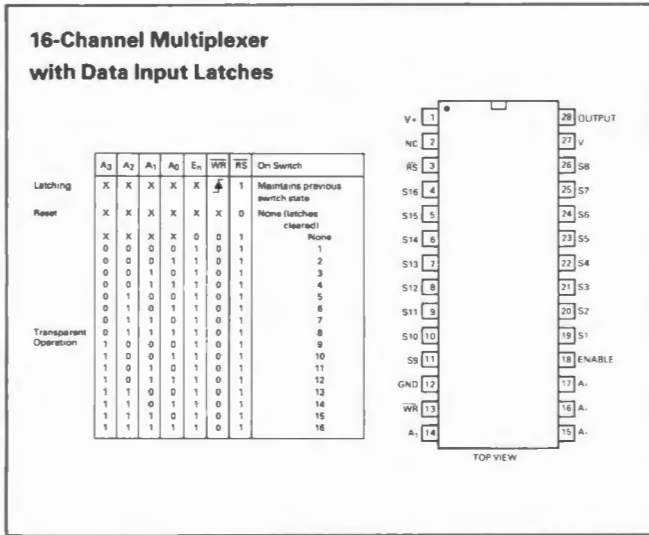 16-Channel Multiplexer
with Data Input Latches
A3 A2 A1 A0 En WR RS On Switch
Latching X X X X X 1 Maintains previous
switch state
Reset X X X X X X 0 None (latches
cleared)
X X X X 0 0 1 None
0 0 0 0 1 0 1 1
0 0 0 1 1 0 1 2
0 0 1 0 1 0 1 3
0 0 1 1 1 0 1 4
0 1 0 0 1 0 1 5
0 1 0 1 1 0 1 6
0 1 1 0 1 0 1 7
Transparent 0 1 1 1 1 0 1 8
Operation 1 0 0 0 1 0 1 9
1 0 0 1 1 0 1 10
1 0 1 0 1 0 1 11
1 0 1 1 1 0 1 12
1 1 0 0 1 0 1 13
1 1 0 1 1 0 1 14
1 1 1 0 1 0 1 15
1 1 1 1 1 0 1 16
V+ 1 28 OUTPUT
NC 2 27 V
RS 3 26 S8
S16 4 25 S7
S15 5 24 S6
S14 6 23 S5
S13 7 22 S4
S12 8 21 S3
S11 9 20 S2
S10 10 19 S1
S9 11 18 ENABLE
GND 12 17 A
WR 13 16 A
A 14 15 A
TOP VIEW